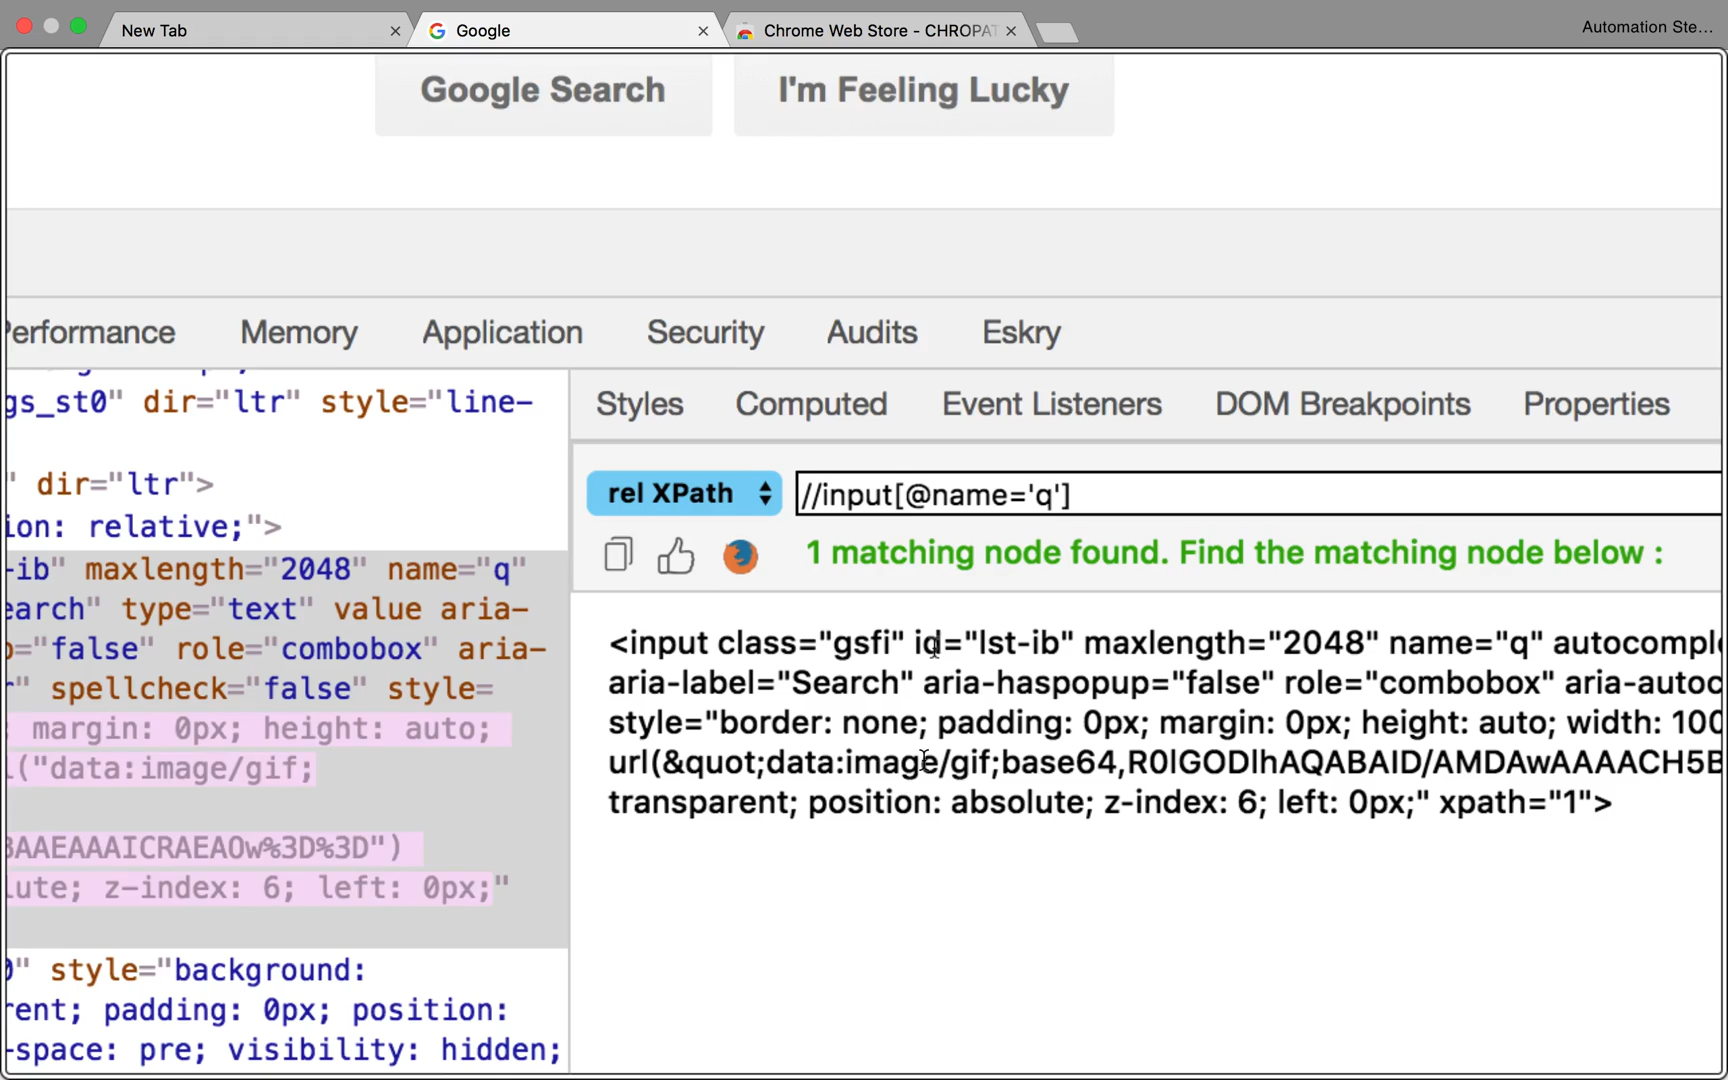 New Tab
Google
Chrome Web Store - CHROPAT
Automation Ste...
Google Search
I'm Feeling Lucky
Performance
Memory
Application
Security
Audits
Eskry
gs_st0" dir="ltr" style="line-
" dir="ltr">
ion: relative;">
-ib" maxlength="2048" name="q"
earch" type="text" value aria-
="false" role="combobox" aria-
" spellcheck="false" style=
margin: 0px; height: auto;
l("data:image/gif;
BAAEAAAICRAEAOw%3D%3D")
lute; z-index: 6; left: 0px;"
" style="background:
rent; padding: 0px; position:
-space: pre; visibility: hidden;
Styles
Computed
Event Listeners
DOM Breakpoints
Properties
rel XPath
//input[@name='q']
1 matching node found. Find the matching node below :
<input class="gsfi" id="lst-ib" maxlength="2048" name="q" autocomple
aria-label="Search" aria-haspopup="false" role="combobox" aria-autoc
style="border: none; padding: 0px; margin: 0px; height: auto; width: 100
url(&quot;data:image/gif;base64,R0lGODlhAQABAID/AMDAwAAAACH5B
transparent; position: absolute; z-index: 6; left: 0px;" xpath="1">